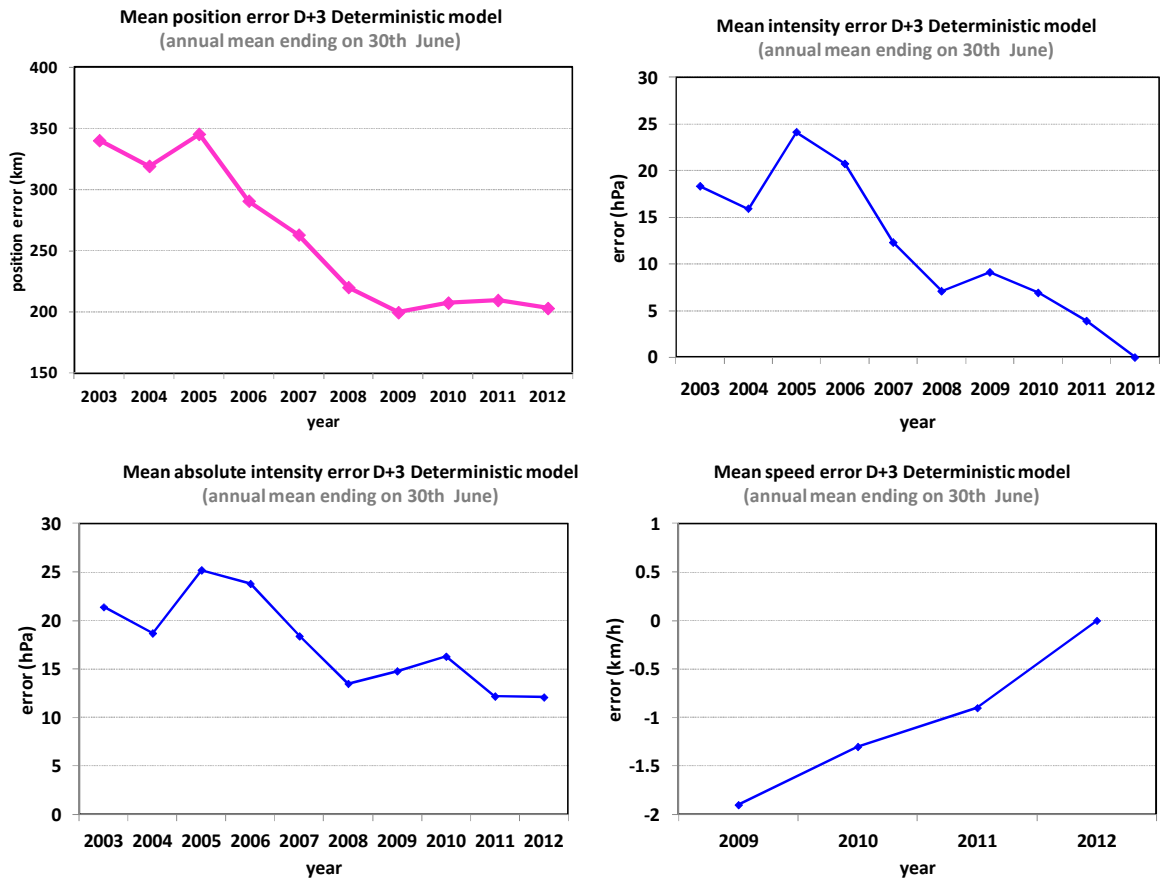 Mean position error D+3 Deterministic model
(annual mean ending on 30th June)
400
350
300
250
200
150
position error (km)
2003 2004 2005 2006 2007 2008 2009 2010 2011 2012
year
Mean intensity error D+3 Deterministic model
(annual mean ending on 30th June)
30
25
20
15
10
5
0
error (hPa)
2003 2004 2005 2006 2007 2008 2009 2010 2011 2012
year
Mean absolute intensity error D+3 Deterministic model
(annual mean ending on 30th June)
30
25
20
15
10
5
0
error (hPa)
2003 2004 2005 2006 2007 2008 2009 2010 2011 2012
year
Mean speed error D+3 Deterministic model
(annual mean ending on 30th June)
1
0.5
0
-0.5
-1
-1.5
-2
error (km/h)
2009 2010 2011 2012
year